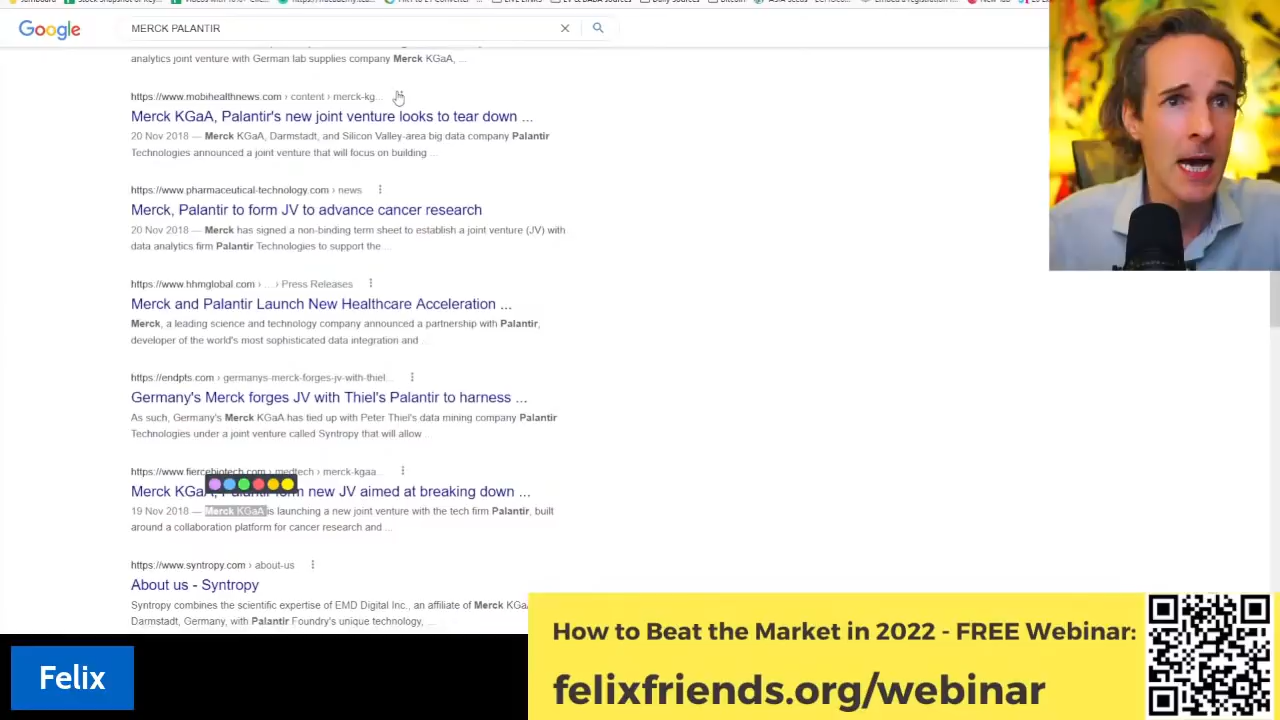 Google
MERCK PALANTIR
analytics joint venture with German lab supplies company Merck KGaA, ...
https://www.mobihealthnews.com › content › merck-kg...
Merck KGaA, Palantir's new joint venture looks to tear down ...
20 Nov 2018 — Merck KGaA, Darmstadt, and Silicon Valley-area big data company Palantir
Technologies announced a joint venture that will focus on building ...
https://www.pharmaceutical-technology.com › news
Merck, Palantir to form JV to advance cancer research
20 Nov 2018 — Merck has signed a non-binding term sheet to establish a joint venture (JV) with
data analytics firm Palantir Technologies to support the ...
https://www.hhmglobal.com › ... › Press Releases
Merck and Palantir Launch New Healthcare Acceleration ...
Merck, a leading science and technology company announced a partnership with Palantir,
developer of the world's most sophisticated data integration and ...
https://endpts.com › germanys-merck-forges-jv-with-thiel...
Germany's Merck forges JV with Thiel's Palantir to harness ...
As such, Germany's Merck KGaA has tied up with Peter Thiel's data mining company Palantir
Technologies under a joint venture called Syntropy that will allow ...
https://www.fiercebiotech.com › medtech › merck-kgaa...
Merck KGaA, Palantir form new JV aimed at breaking down ...
19 Nov 2018 — Merck KGaA is launching a new joint venture with the tech firm Palantir, built
around a collaboration platform for cancer research and ...
https://www.syntropy.com › about-us
About us - Syntropy
Syntropy combines the scientific expertise of EMD Digital Inc., an affiliate of Merck KGa
Darmstadt, Germany, with Palantir Foundry's unique technology, ...
How to Beat the Market in 2022 - FREE Webinar:
felixfriends.org/webinar
Felix